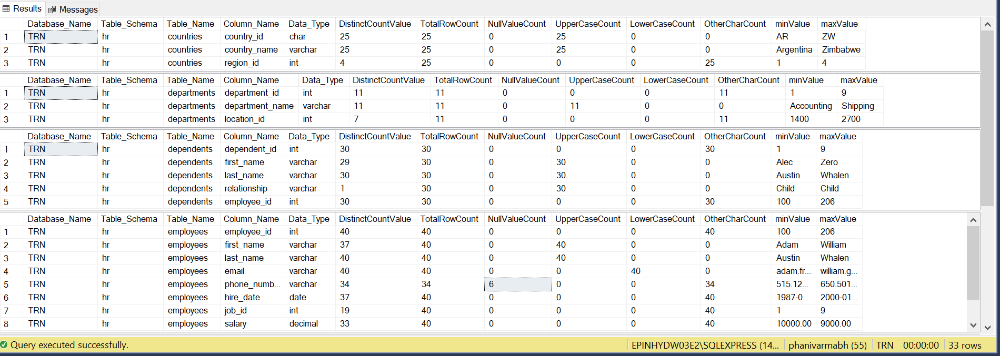 Results Messages
Database_Name Table_Schema Table_Name Column_Name Data_Type DistinctCountValue TotalRowCount NullValueCount UpperCaseCount LowerCaseCount OtherCharCount minValue maxValue
1 TRN hr countries country_id char 25 25 0 25 0 0 AR ZW
2 TRN hr countries country_name varchar 25 25 0 25 0 0 Argentina Zimbabwe
3 TRN hr countries region_id int 4 25 0 0 0 25 1 4
Database_Name Table_Schema Table_Name Column_Name Data_Type DistinctCountValue TotalRowCount NullValueCount UpperCaseCount LowerCaseCount OtherCharCount minValue maxValue
1 TRN hr departments department_id int 11 11 0 0 0 11 1 9
2 TRN hr departments department_name varchar 11 11 0 11 0 0 Accounting Shipping
3 TRN hr departments location_id int 7 11 0 0 0 11 1400 2700
Database_Name Table_Schema Table_Name Column_Name Data_Type DistinctCountValue TotalRowCount NullValueCount UpperCaseCount LowerCaseCount OtherCharCount minValue maxValue
1 TRN hr dependents dependent_id int 30 30 0 0 0 30 1 9
2 TRN hr dependents first_name varchar 29 30 0 30 0 0 Alec Zero
3 TRN hr dependents last_name varchar 30 30 0 30 0 0 Austin Whalen
4 TRN hr dependents relationship varchar 1 30 0 30 0 0 Child Child
5 TRN hr dependents employee_id int 30 30 0 0 0 30 100 206
Database_Name Table_Schema Table_Name Column_Name Data_Type DistinctCountValue TotalRowCount NullValueCount UpperCaseCount LowerCaseCount OtherCharCount minValue maxValue
1 TRN hr employees employee_id int 40 40 0 0 0 40 100 206
2 TRN hr employees first_name varchar 37 40 0 40 0 0 Adam William
3 TRN hr employees last_name varchar 40 40 0 40 0 0 Austin Whalen
4 TRN hr employees email varchar 40 40 0 0 40 0 adam.fr... william.g...
5 TRN hr employees phone_numb... varchar 34 34 6 0 0 34 515.12... 650.501...
6 TRN hr employees hire_date date 37 40 0 0 0 40 1987-0... 2000-01...
7 TRN hr employees job_id int 19 40 0 0 0 40 1 9
8 TRN hr employees salary decimal 33 40 0 0 0 40 10000.00 9000.00
Query executed successfully. EPINHYDW03E2\SQLEXPRESS (14... phanivarmabh (55) TRN 00:00:00 33 rows